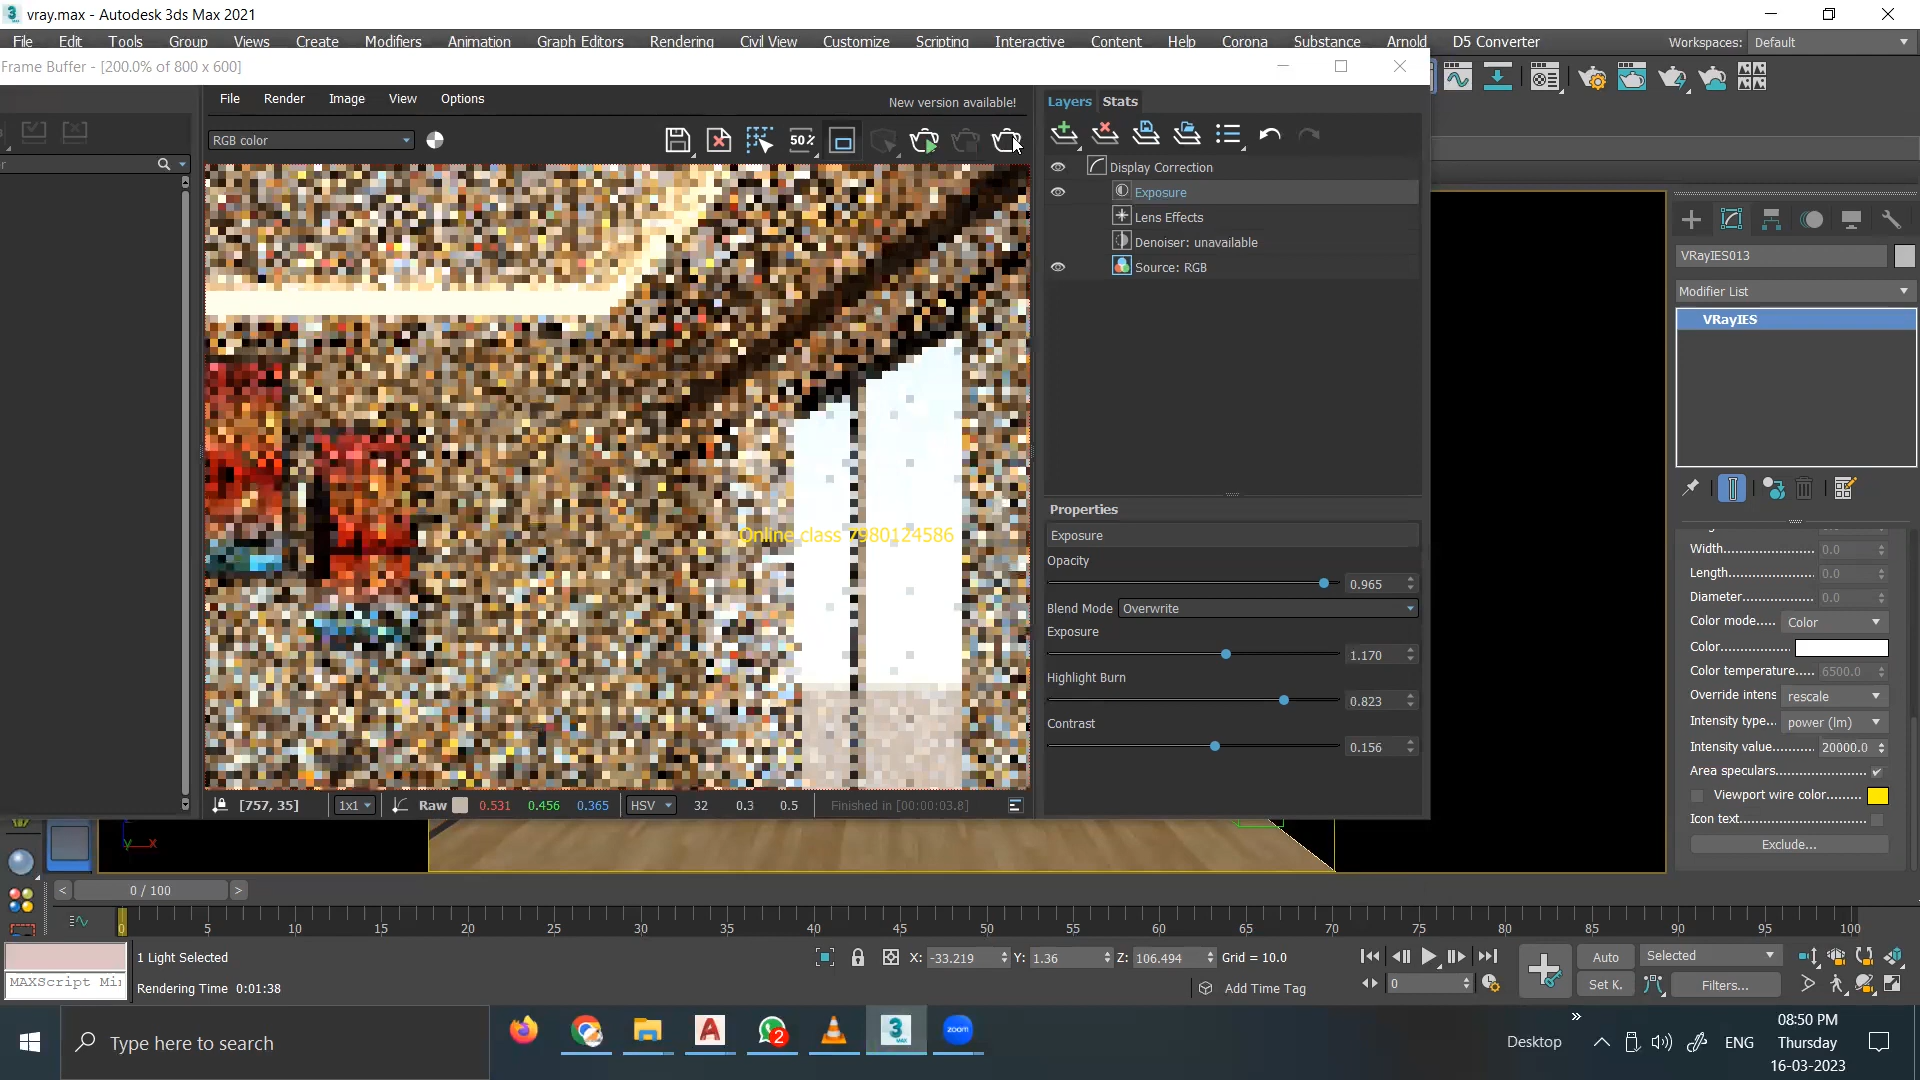 vray.max - Autodesk 3ds Max 2021
File Edit Tools Group Views Create Modifiers Animation Graph Editors Rendering Civil View Customize Scripting Interactive Content Help Corona Substance Arnold D5 Converter Workspaces: Default
Frame Buffer - [200.0% of 800 x 600]
File Render Image View Options
New version available!
Layers Stats
RGB color
50%
Display Correction
Exposure
Lens Effects
Denoiser: unavailable
Source: RGB
VRayIES013
Modifier List
VRayIES
Online class 7980124586
Properties
Exposure
Opacity
0.965
Blend Mode Overwrite
Exposure
1.170
Highlight Burn
0.823
Contrast
0.156
Width.................... 0.0
Length................... 0.0
Diameter................. 0.0
Color mode..... Color
Color................
Color temperature..... 6500.0
Override intens rescale
Intensity type... power (lm)
Intensity value......... 20000.0
Area speculars......................
Viewport wire color........
Icon text..............................
Exclude...
[757, 35] 1x1 Raw 0.531 0.456 0.365 HSV 32 0.3 0.5 Finished in [00:00:03.8]
y x
< 0 / 100 >
0 5 10 15 20 25 30 35 40 45 50 55 60 65 70 75 80 85 90 95 100
1 Light Selected
X: -33.219 Y: 1.36 Z: 106.494 Grid = 10.0
Auto Selected
MAXScript Mi
Rendering Time 0:01:38
Add Time Tag
0
Set K. Filters...
Type here to search
2
3
MAX
zoom
Desktop
ENG
08:50 PM
Thursday
16-03-2023